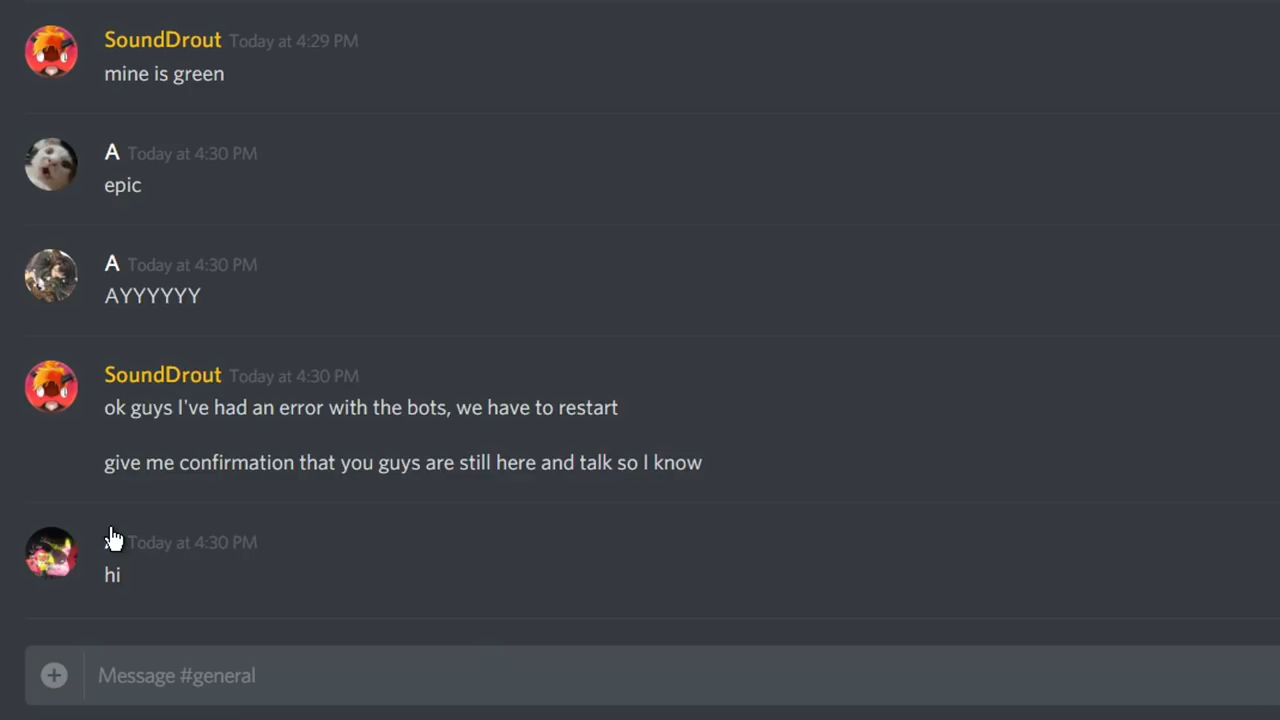 SoundDrout Today at 4:29 PM
mine is green
A Today at 4:30 PM
epic
A Today at 4:30 PM
AYYYYYY
SoundDrout Today at 4:30 PM
ok guys I've had an error with the bots, we have to restart
give me confirmation that you guys are still here and talk so I know
Today at 4:30 PM
hi
Message #general